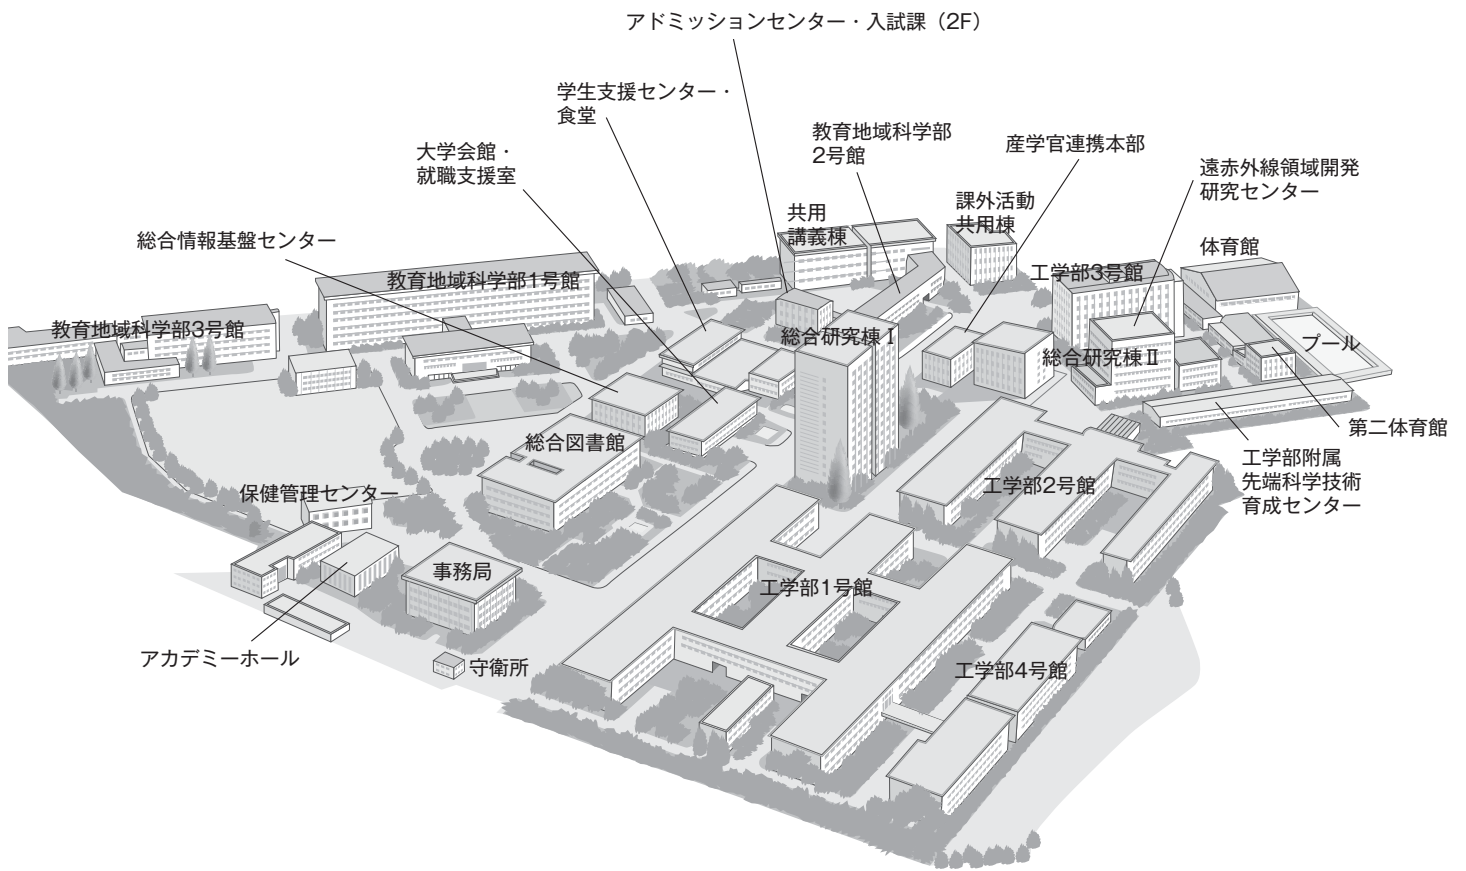 アドミッションセンター・入試課（2F）
学生支援センター・
食堂
教育地域科学部
2号館
産学官連携本部
大学会館・
就職支援室
遠赤外線領域開発
研究センター
課外活動
共用棟
共用
講義棟
総合情報基盤センター
体育館
教育地域科学部1号館
工学部3号館
教育地域科学部3号館
総合研究棟Ⅰ
総合研究棟Ⅱ
プール
第二体育館
総合図書館
工学部附属
先端科学技術
育成センター
工学部2号館
保健管理センター
事務局
工学部1号館
アカデミーホール
守衛所
工学部4号館